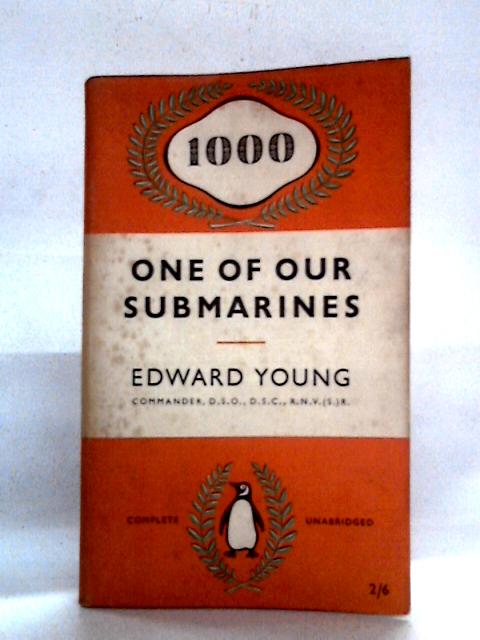 1000
ONE OF OUR
SUBMARINES
EDWARD YOUNG
COMMANDER, D.S.O., D.S.C., R.N.V.(S.)R.
COMPLETE UNABRIDGED
2/6